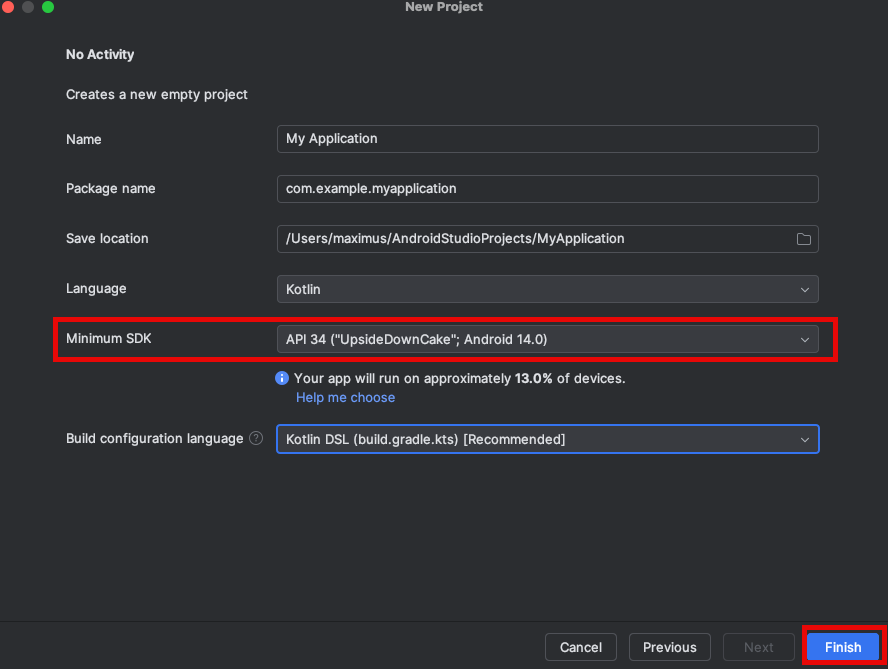 New Project
No Activity
Creates a new empty project
Name My Application
Package name com.example.myapplication
Save location /Users/maximus/AndroidStudioProjects/MyApplication
Language Kotlin
Minimum SDK API 34 ("UpsideDownCake"; Android 14.0)
i Your app will run on approximately 13.0% of devices.
Help me choose
Build configuration language ? Kotlin DSL (build.gradle.kts) [Recommended]
Cancel Previous Next Finish